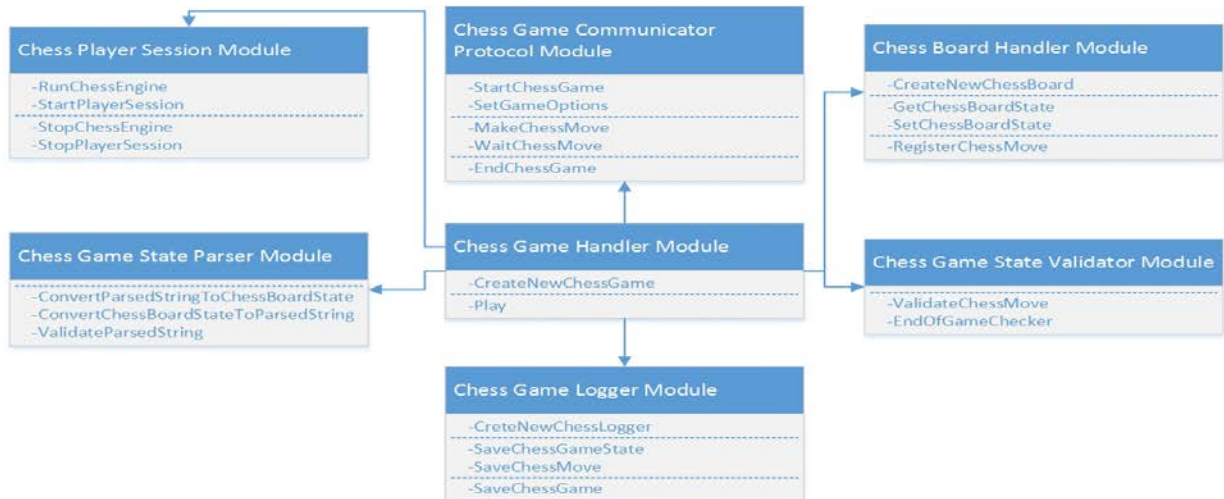 Chess Player Session Module
-RunChessEngine
-StartPlayerSession
-StopChessEngine
-StopPlayerSession
Chess Game Communicator
Protocol Module
-StartChessGame
-SetGameOptions
-MakeChessMove
-WaitChessMove
-EndChessGame
Chess Board Handler Module
-CreateNewChessBoard
-GetChessBoardState
-SetChessBoardState
-RegisterChessMove
Chess Game State Parser Module
-ConvertParsedStringToChessBoardState
-ConvertChessBoardStateToParsedString
-ValidateParsedString
Chess Game Handler Module
-CreateNewChessGame
-Play
Chess Game State Validator Module
-ValidateChessMove
-EndOfGameChecker
Chess Game Logger Module
-CreteNewChessLogger
-SaveChessGameState
-SaveChessMove
-SaveChessGame